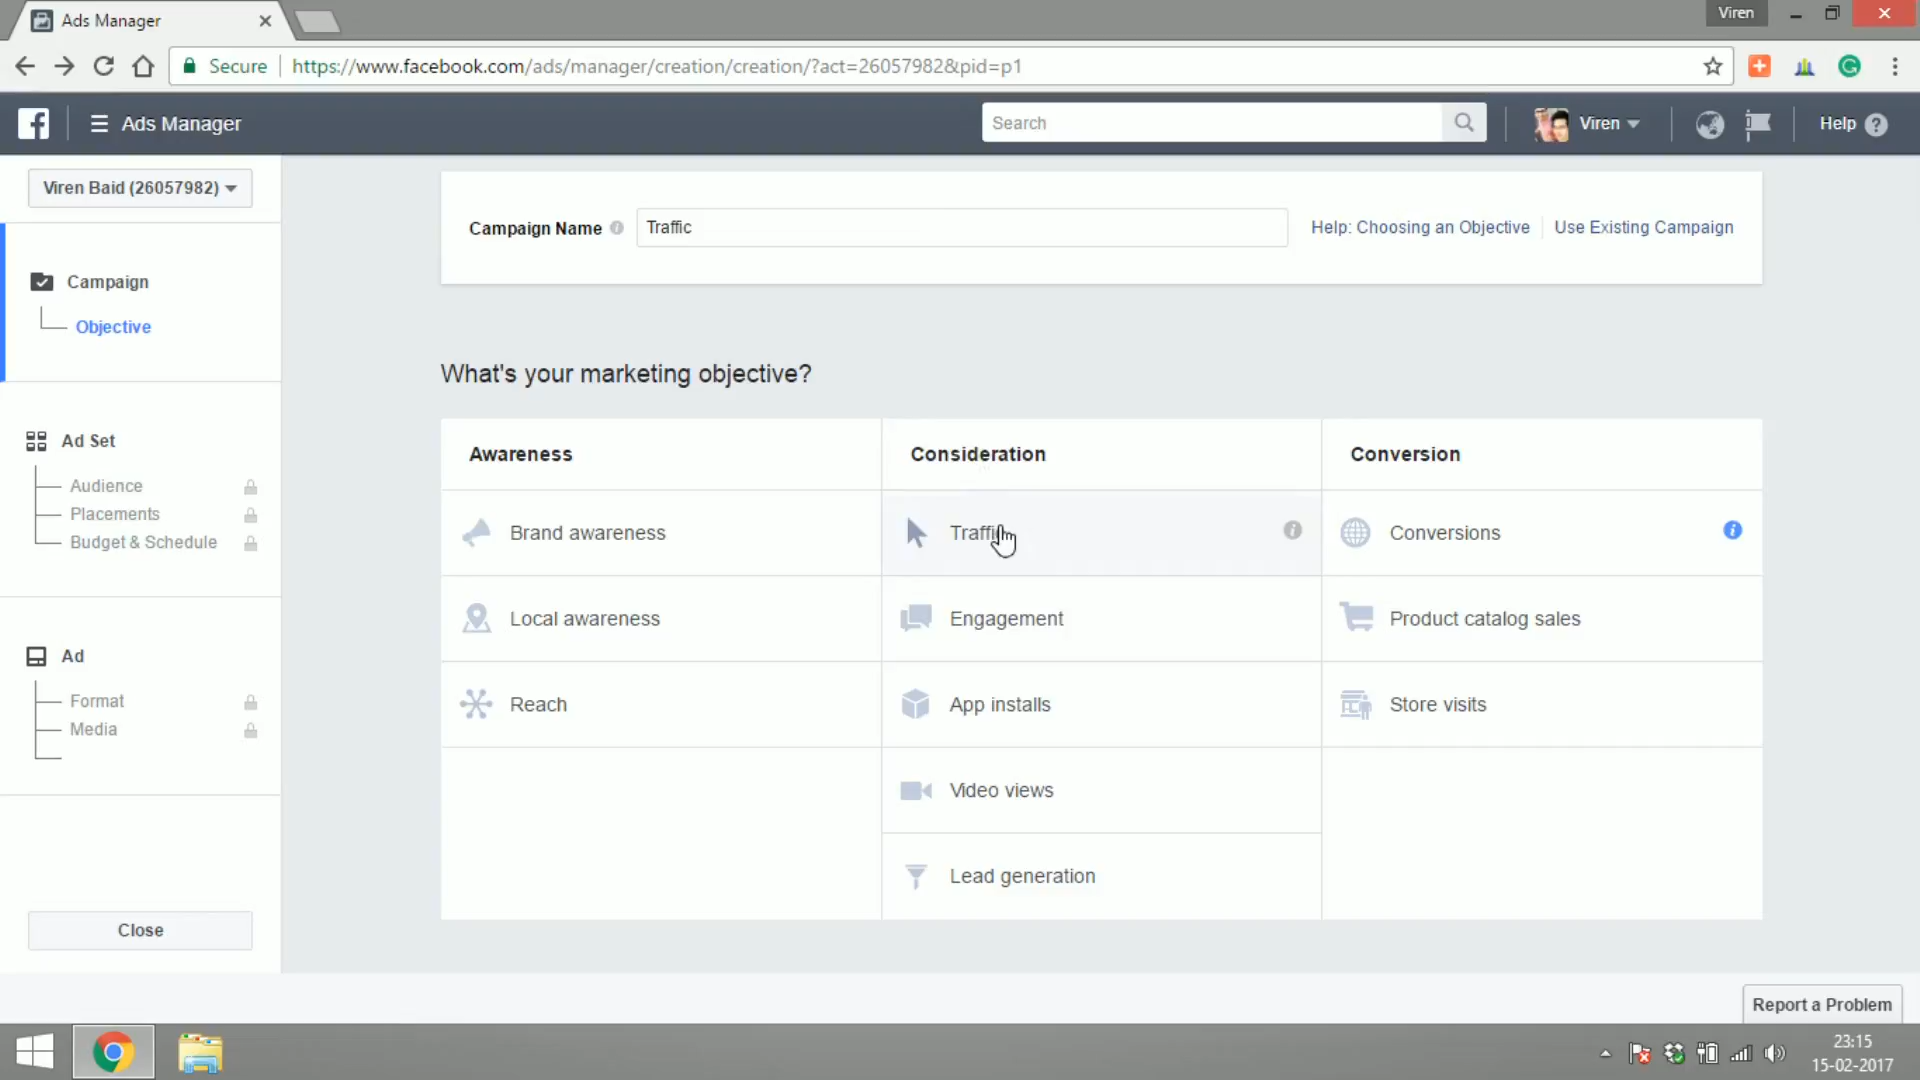 Ads Manager
Viren
Secure
https://www.facebook.com/ads/manager/creation/creation/?act=26057982&pid=p1
Ads Manager
Search
Viren
Help
Viren Baid (26057982)
Campaign Name
Traffic
Help: Choosing an Objective
Use Existing Campaign
Campaign
Objective
What's your marketing objective?
Ad Set
Audience
Placements
Budget & Schedule
Awareness
Consideration
Conversion
Brand awareness
Traffic
Conversions
Local awareness
Engagement
Product catalog sales
Ad
Format
Media
Reach
App installs
Store visits
Video views
Lead generation
Close
Report a Problem
23:15
15-02-2017